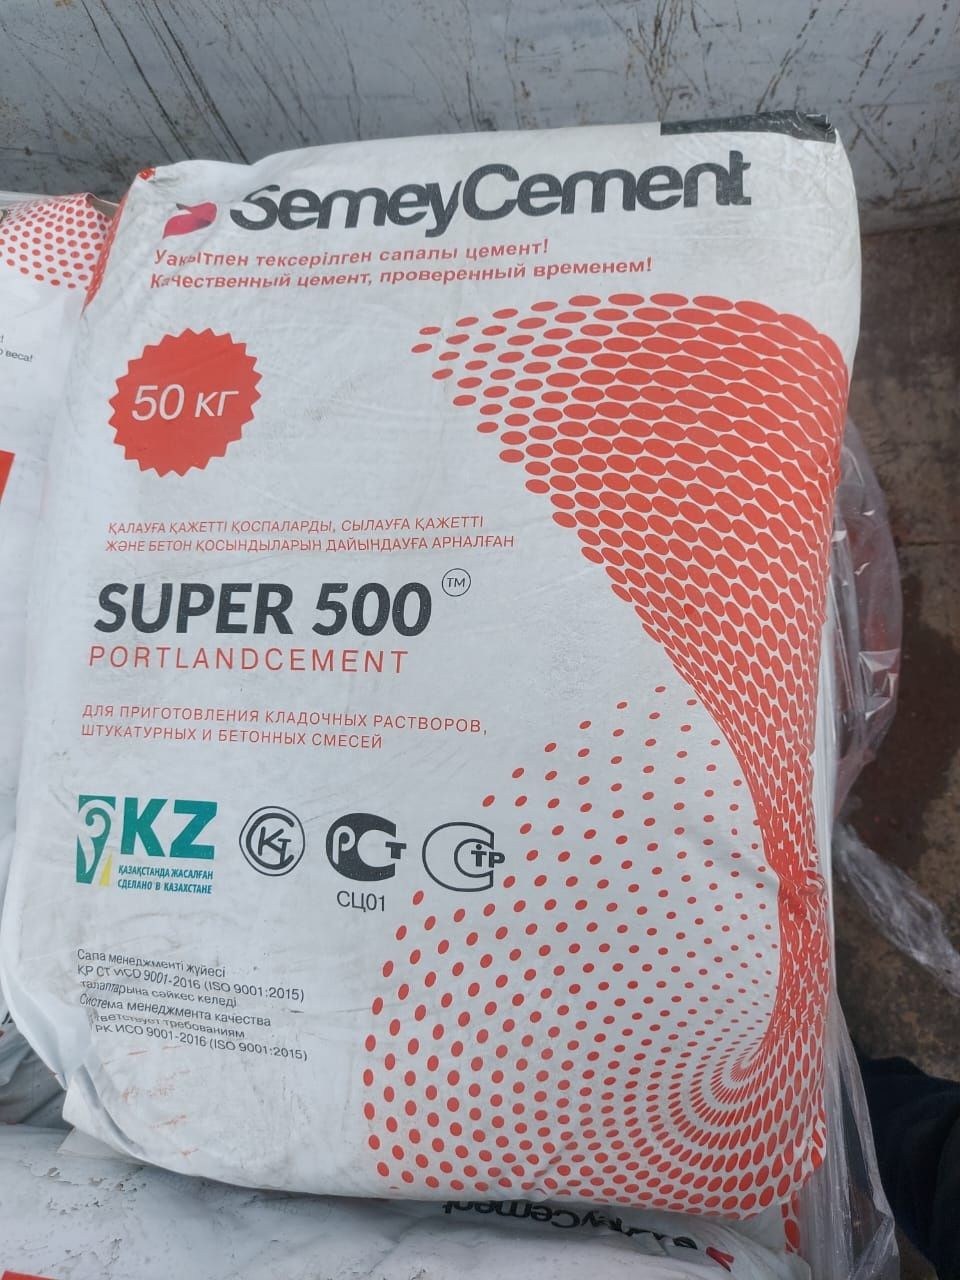 SemeyCement
Уақытпен тексерілген сапалы цемент!
Качественный цемент, проверенный временем!
веса!
50 кг
ҚАЛАУҒА ҚАЖЕТТІ ҚОСПАЛАРДЫ, СЫЛАУҒА ҚАЖЕТТІ
ЖӘНЕ БЕТОН ҚОСЫНДЫЛАРЫН ДАЙЫНДАУҒА АРНАЛҒАН
SUPER 500 ™
PORTLANDCEMENT
ДЛЯ ПРИГОТОВЛЕНИЯ КЛАДОЧНЫХ РАСТВОРОВ,
ШТУКАТУРНЫХ И БЕТОННЫХ СМЕСЕЙ
KZ
ҚАЗАҚСТАНДА ЖАСАЛҒАН
СДЕЛАНО В КАЗАХСТАНЕ
СЦ01
Сапа менеджменті жүйесі
ҚР СТ ИСО 9001-2016 (ISO 9001:2015)
талаптарына сәйкес келеді
Система менеджмента качества
требованиям
РК ИСО 9001-2016 (ISO 9001:2015)
SemeyCement